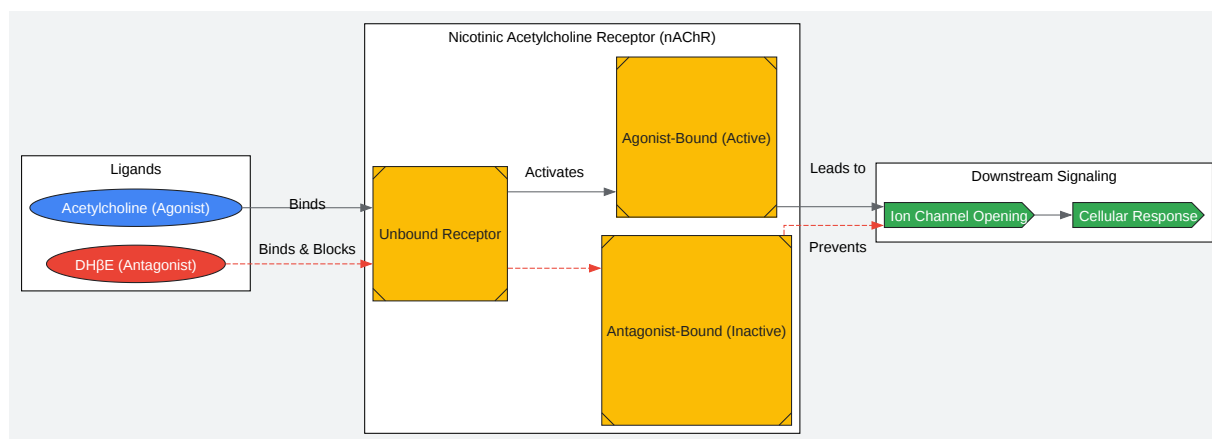 Nicotinic Acetylcholine Receptor (nAChR)
Ligands
Acetylcholine (Agonist)
DHβE (Antagonist)
Binds
Binds & Blocks
Unbound Receptor
Activates
Agonist-Bound (Active)
Antagonist-Bound (Inactive)
Leads to
Prevents
Downstream Signaling
Ion Channel Opening
Cellular Response